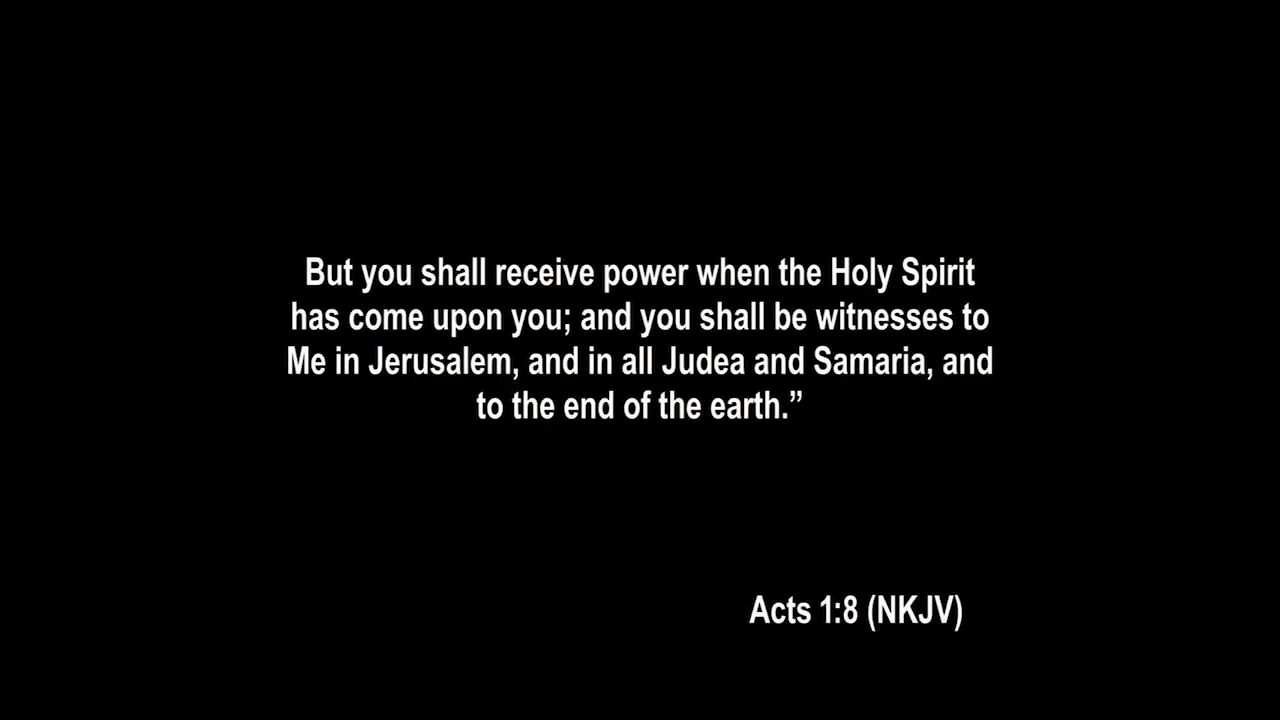 But you shall receive power when the Holy Spirit
has come upon you; and you shall be witnesses to
Me in Jerusalem, and in all Judea and Samaria, and
to the end of the earth.”
Acts 1:8 (NKJV)